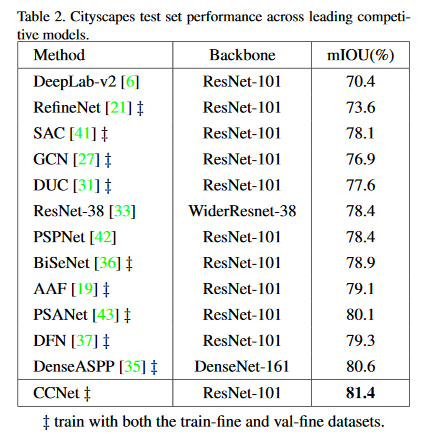 Table 2. Cityscapes test set performance across leading competi-
tive models.
Method Backbone mIOU(%)
DeepLab-v2 [6] ResNet-101 70.4
RefineNet [21] ‡ ResNet-101 73.6
SAC [41] ‡ ResNet-101 78.1
GCN [27] ‡ ResNet-101 76.9
DUC [31] ‡ ResNet-101 77.6
ResNet-38 [33] WiderResnet-38 78.4
PSPNet [42] ResNet-101 78.4
BiSeNet [36] ‡ ResNet-101 78.9
AAF [19] ‡ ResNet-101 79.1
PSANet [43] ‡ ResNet-101 80.1
DFN [37] ‡ ResNet-101 79.3
DenseASPP [35] ‡ DenseNet-161 80.6
CCNet ‡ ResNet-101 81.4
‡ train with both the train-fine and val-fine datasets.